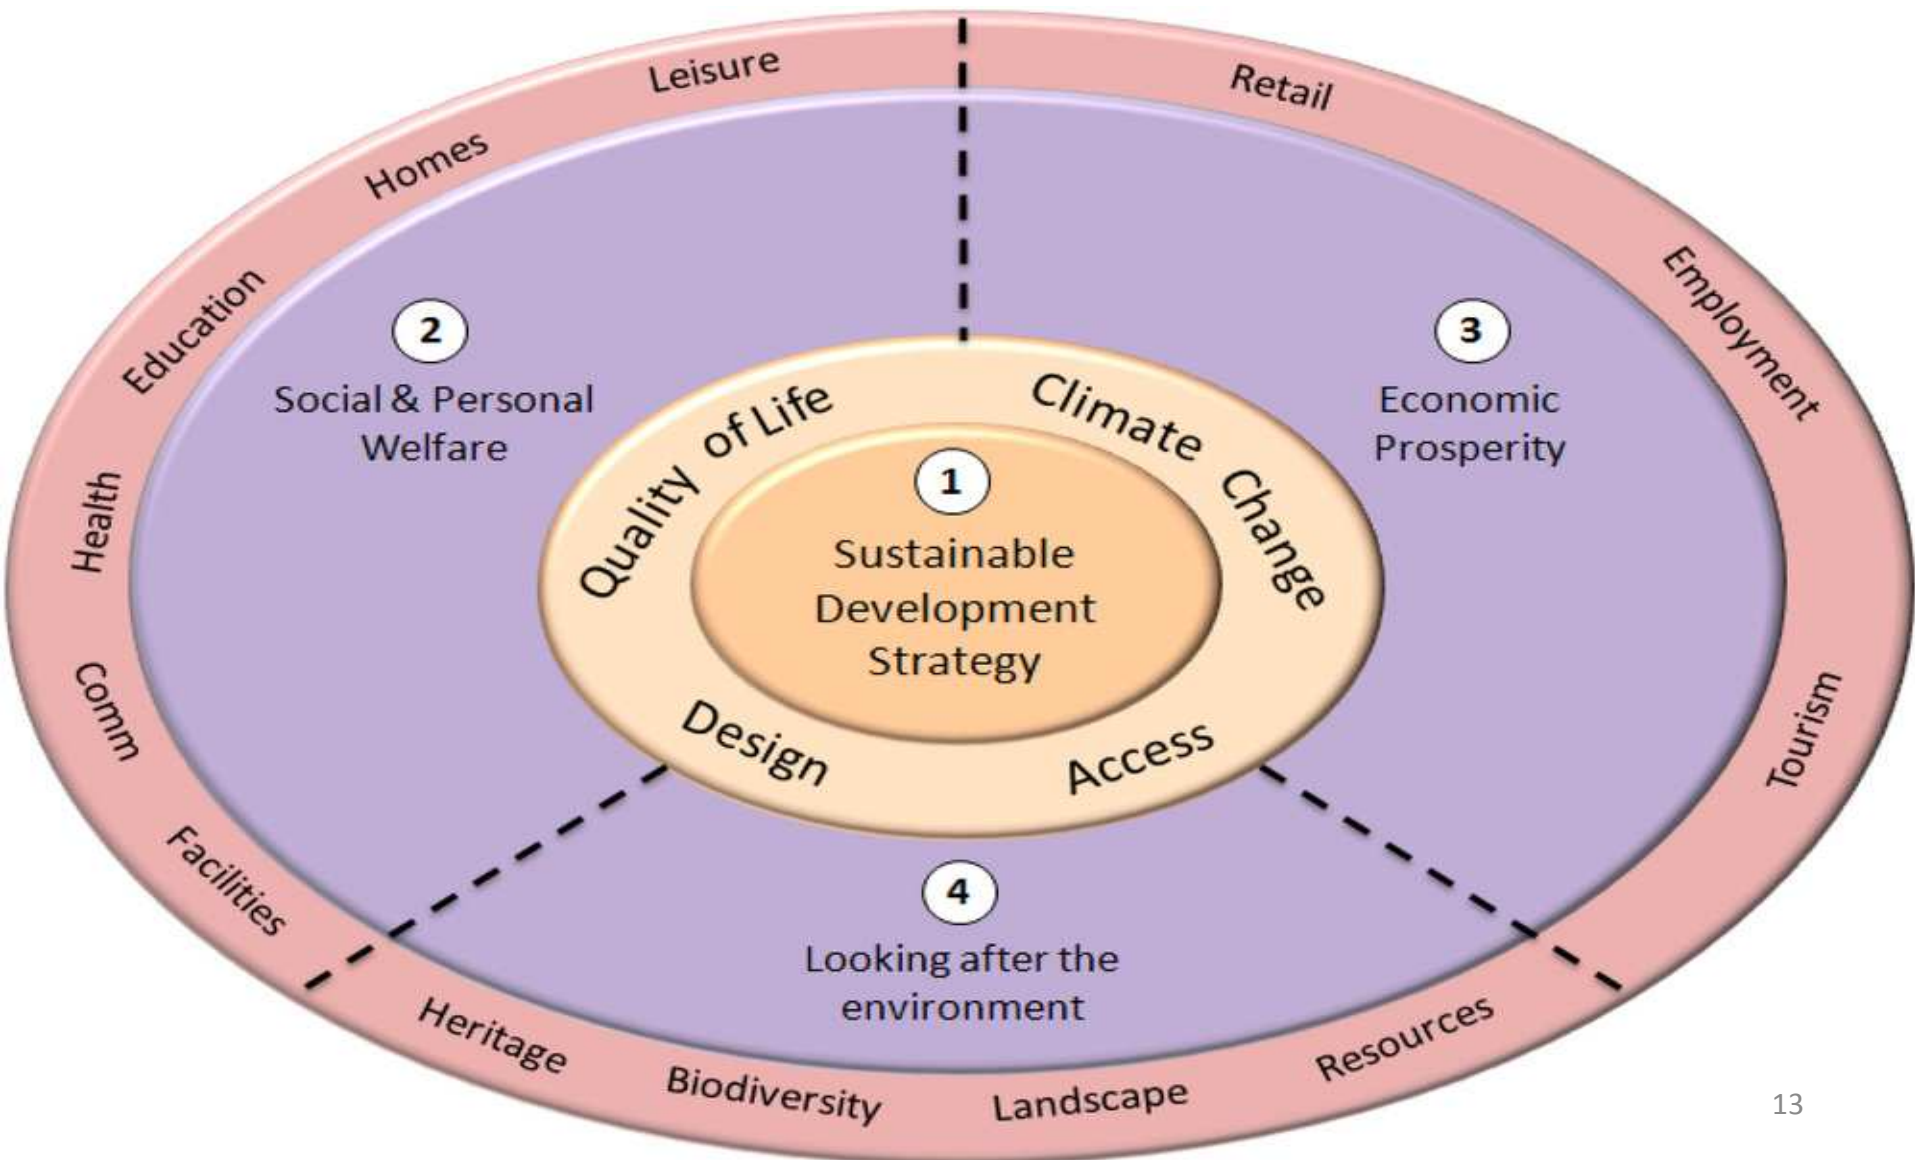 Leisure
Retail
Homes
Employment
Education
2
Social & Personal
Welfare
3
Economic
Prosperity
Quality of Life
Climate Change
1
Sustainable
Development
Strategy
Health
Comm
Facilities
Tourism
Design
Access
4
Looking after the
environment
Heritage
Biodiversity
Landscape
Resources
13